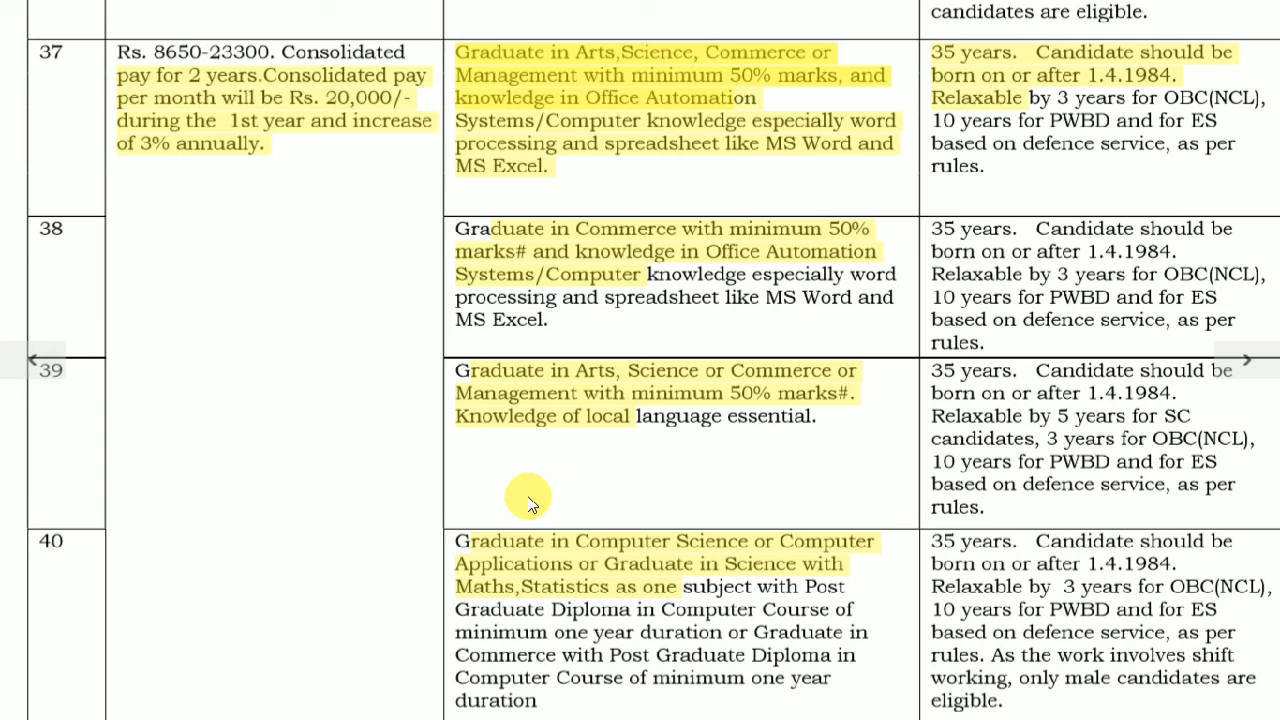 candidates are eligible.
37
Rs. 8650-23300. Consolidated
pay for 2 years.Consolidated pay
per month will be Rs. 20,000/-
during the 1st year and increase
of 3% annually.
Graduate in Arts,Science, Commerce or
Management with minimum 50% marks, and
knowledge in Office Automation
Systems/Computer knowledge especially word
processing and spreadsheet like MS Word and
MS Excel.
35 years. Candidate should be
born on or after 1.4.1984.
Relaxable by 3 years for OBC(NCL),
10 years for PWBD and for ES
based on defence service, as per
rules.
38
Graduate in Commerce with minimum 50%
marks# and knowledge in Office Automation
Systems/Computer knowledge especially word
processing and spreadsheet like MS Word and
MS Excel.
35 years. Candidate should be
born on or after 1.4.1984.
Relaxable by 3 years for OBC(NCL),
10 years for PWBD and for ES
based on defence service, as per
rules.
39
Graduate in Arts, Science or Commerce or
Management with minimum 50% marks#.
Knowledge of local language essential.
35 years. Candidate should be
born on or after 1.4.1984.
Relaxable by 5 years for SC
candidates, 3 years for OBC(NCL),
10 years for PWBD and for ES
based on defence service, as per
rules.
40
Graduate in Computer Science or Computer
Applications or Graduate in Science with
Maths,Statistics as one subject with Post
Graduate Diploma in Computer Course of
minimum one year duration or Graduate in
Commerce with Post Graduate Diploma in
Computer Course of minimum one year
duration
35 years. Candidate should be
born on or after 1.4.1984.
Relaxable by 3 years for OBC(NCL),
10 years for PWBD and for ES
based on defence service, as per
rules. As the work involves shift
working, only male candidates are
eligible.